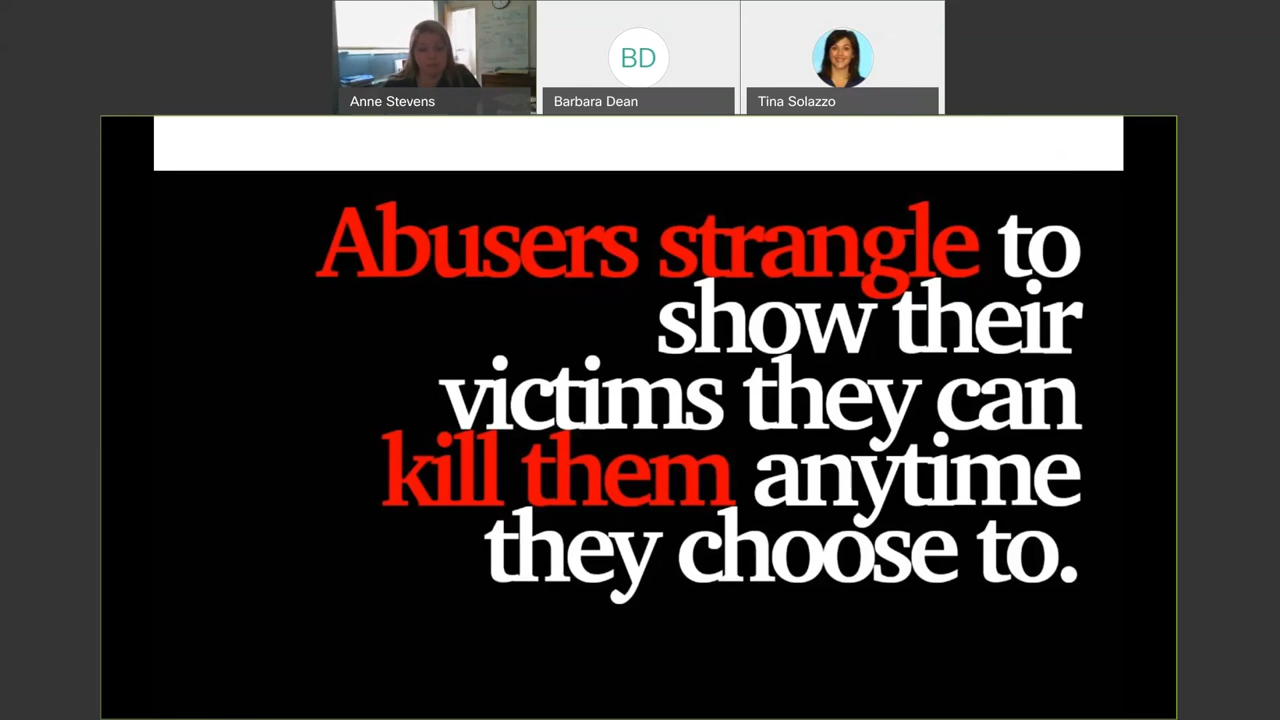 Anne Stevens
BD
Barbara Dean
Tina Solazzo
Abusers strangle to
show their
victims they can
kill them anytime
they choose to.